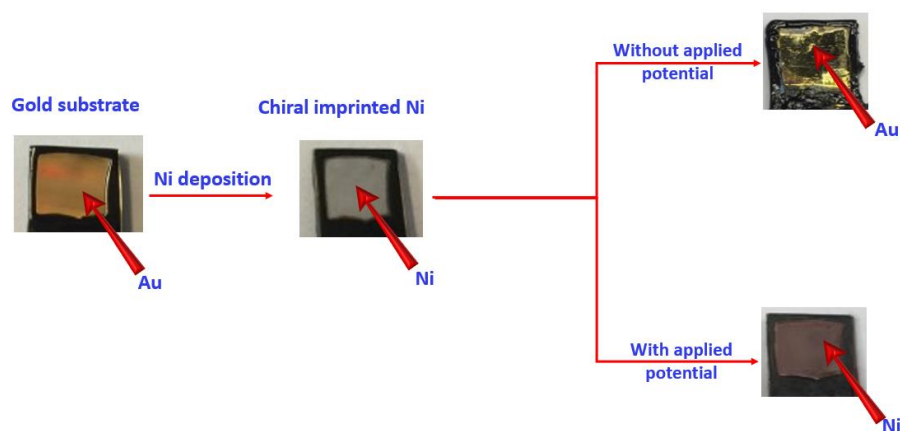 Gold substrate
Au
Ni deposition
Chiral imprinted Ni
Ni
Without applied
potential
Au
With applied
potential
Ni